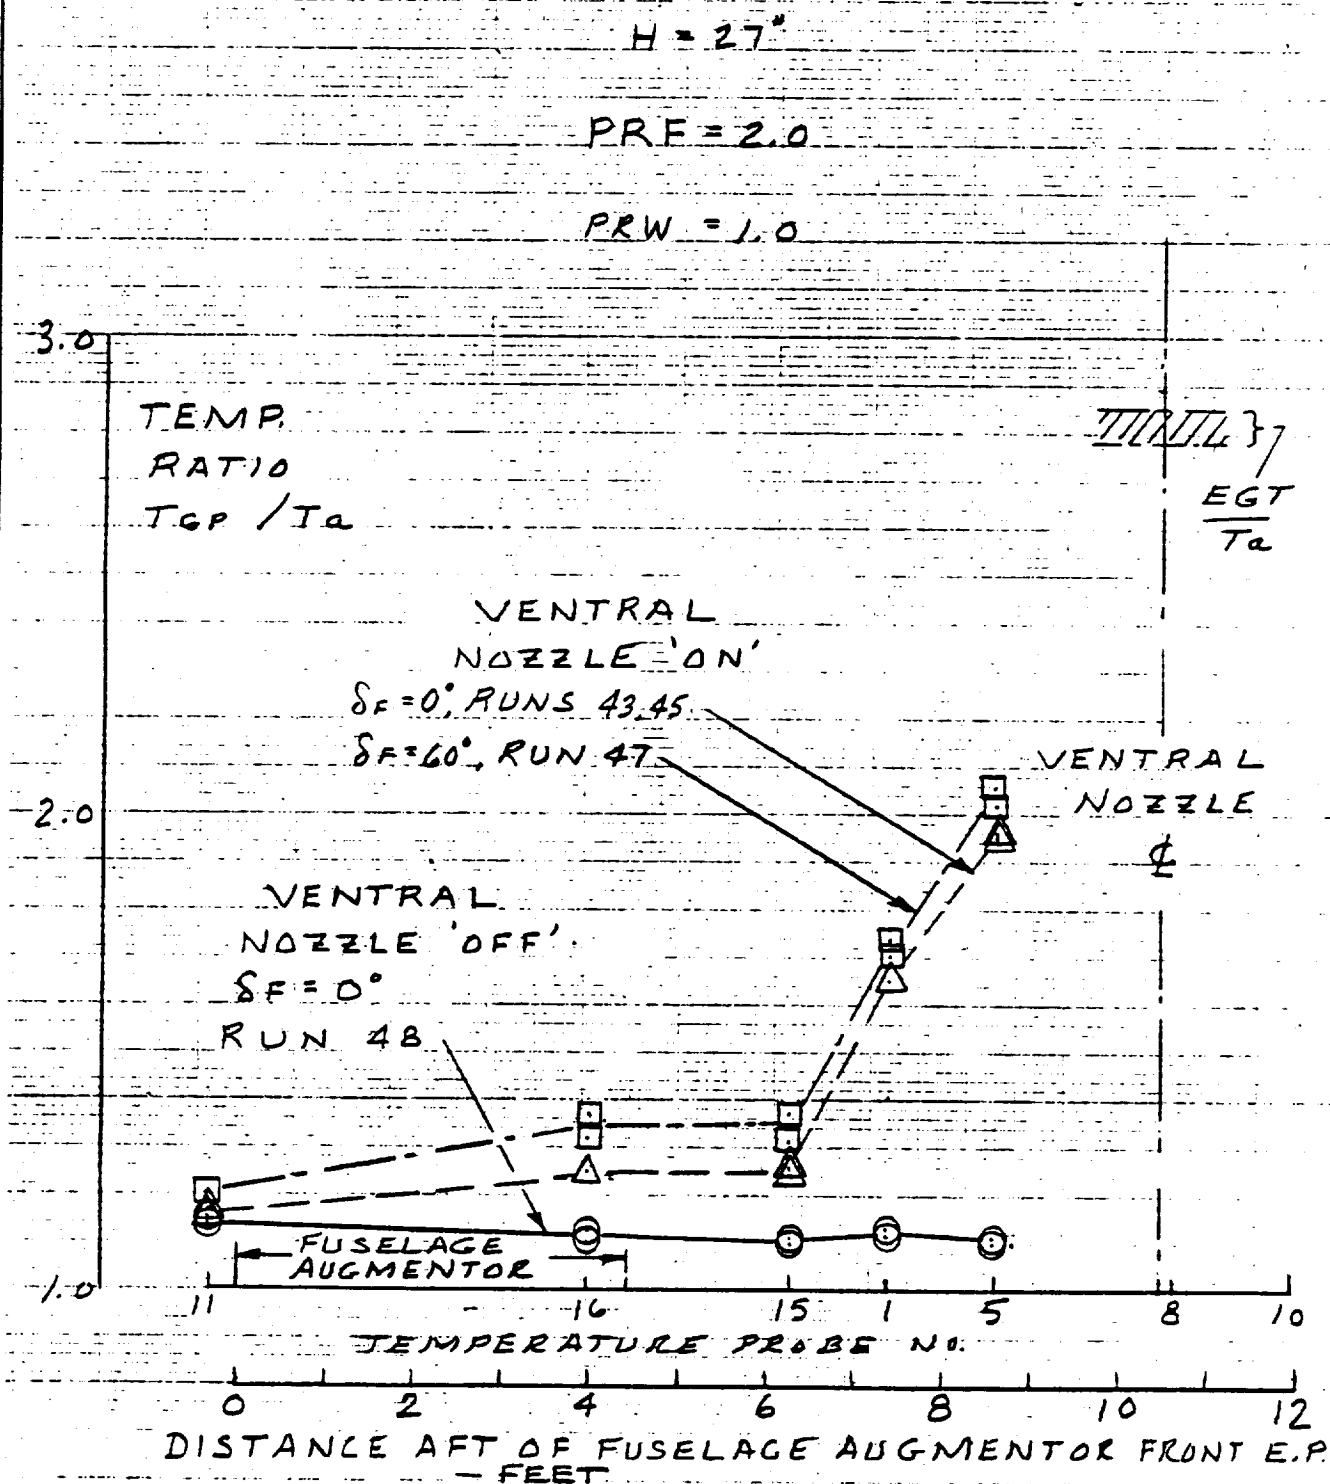 H = 27"
PRF = 2.0
PRW = 1.0
3.0
TEMP.
RATIO
TGP / Ta
EGT
Ta
VENTRAL
NOZZLE 'ON'
δF = 0°, RUNS 43,45
δF = 60°, RUN 47
VENTRAL
NOZZLE
℄
2.0
VENTRAL
NOZZLE 'OFF'
δF = 0°
RUN 48
FUSELAGE
AUGMENTOR
1.0
11 16 15 1 5 8 10
TEMPERATURE PROBE NO.
0 2 4 6 8 10 12
DISTANCE AFT OF FUSELAGE AUGMENTOR FRONT E.P.
- FEET